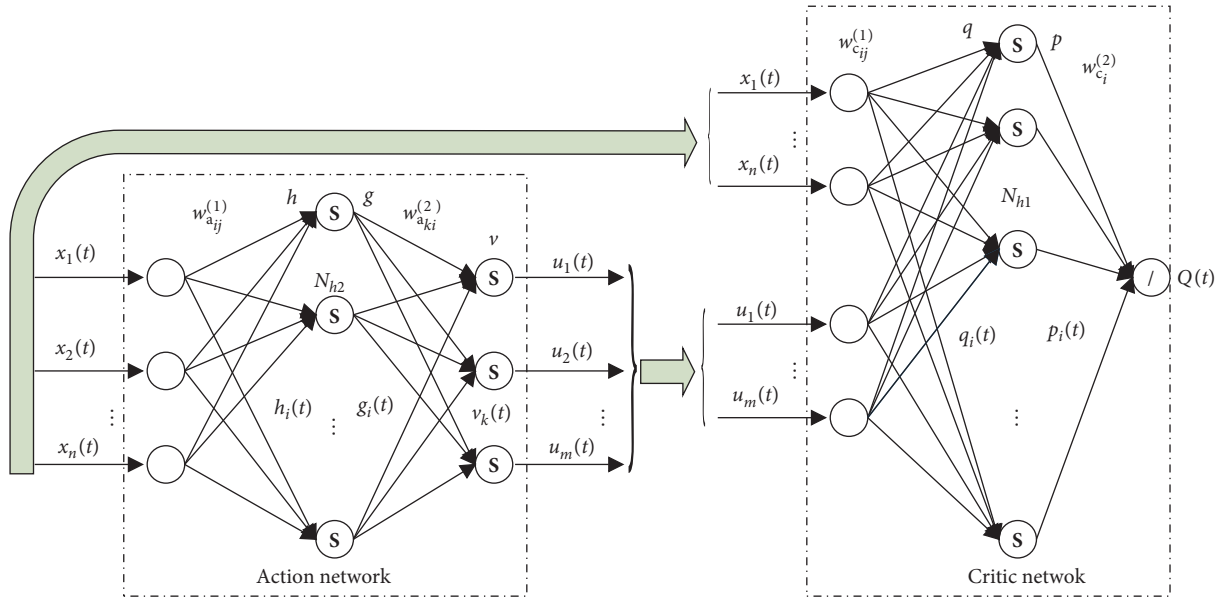 w_{a_{ij}}^{(1)}
h
S
g
w_{a_{ki}}^{(2)}
v
x_1(t)
N_{h2}
S
S
u_1(t)
x_2(t)
S
u_2(t)
⋮
h_i(t)
⋮
g_i(t)
v_k(t)
⋮
x_n(t)
S
u_m(t)
S
Action network
w_{c_{ij}}^{(1)}
q
S
p
w_{c_i}^{(2)}
x_1(t)
⋮
S
x_n(t)
N_{h1}
S
/
Q(t)
u_1(t)
⋮
q_i(t)
p_i(t)
u_m(t)
⋮
S
Critic netwok